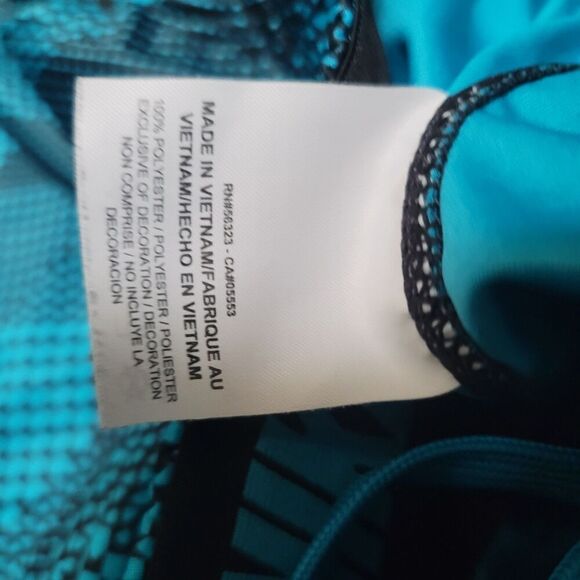 RN#56323 - CA#05553
MADE IN VIETNAM/FABRIQUE AU
VIETNAM/HECHO EN VIETNAM
100% POLYESTER / POLYESTER / POLIESTER
EXCLUSIVE OF DECORATION / DECORATION
NON COMPRISE / NO INCLUYE LA
DECORACION